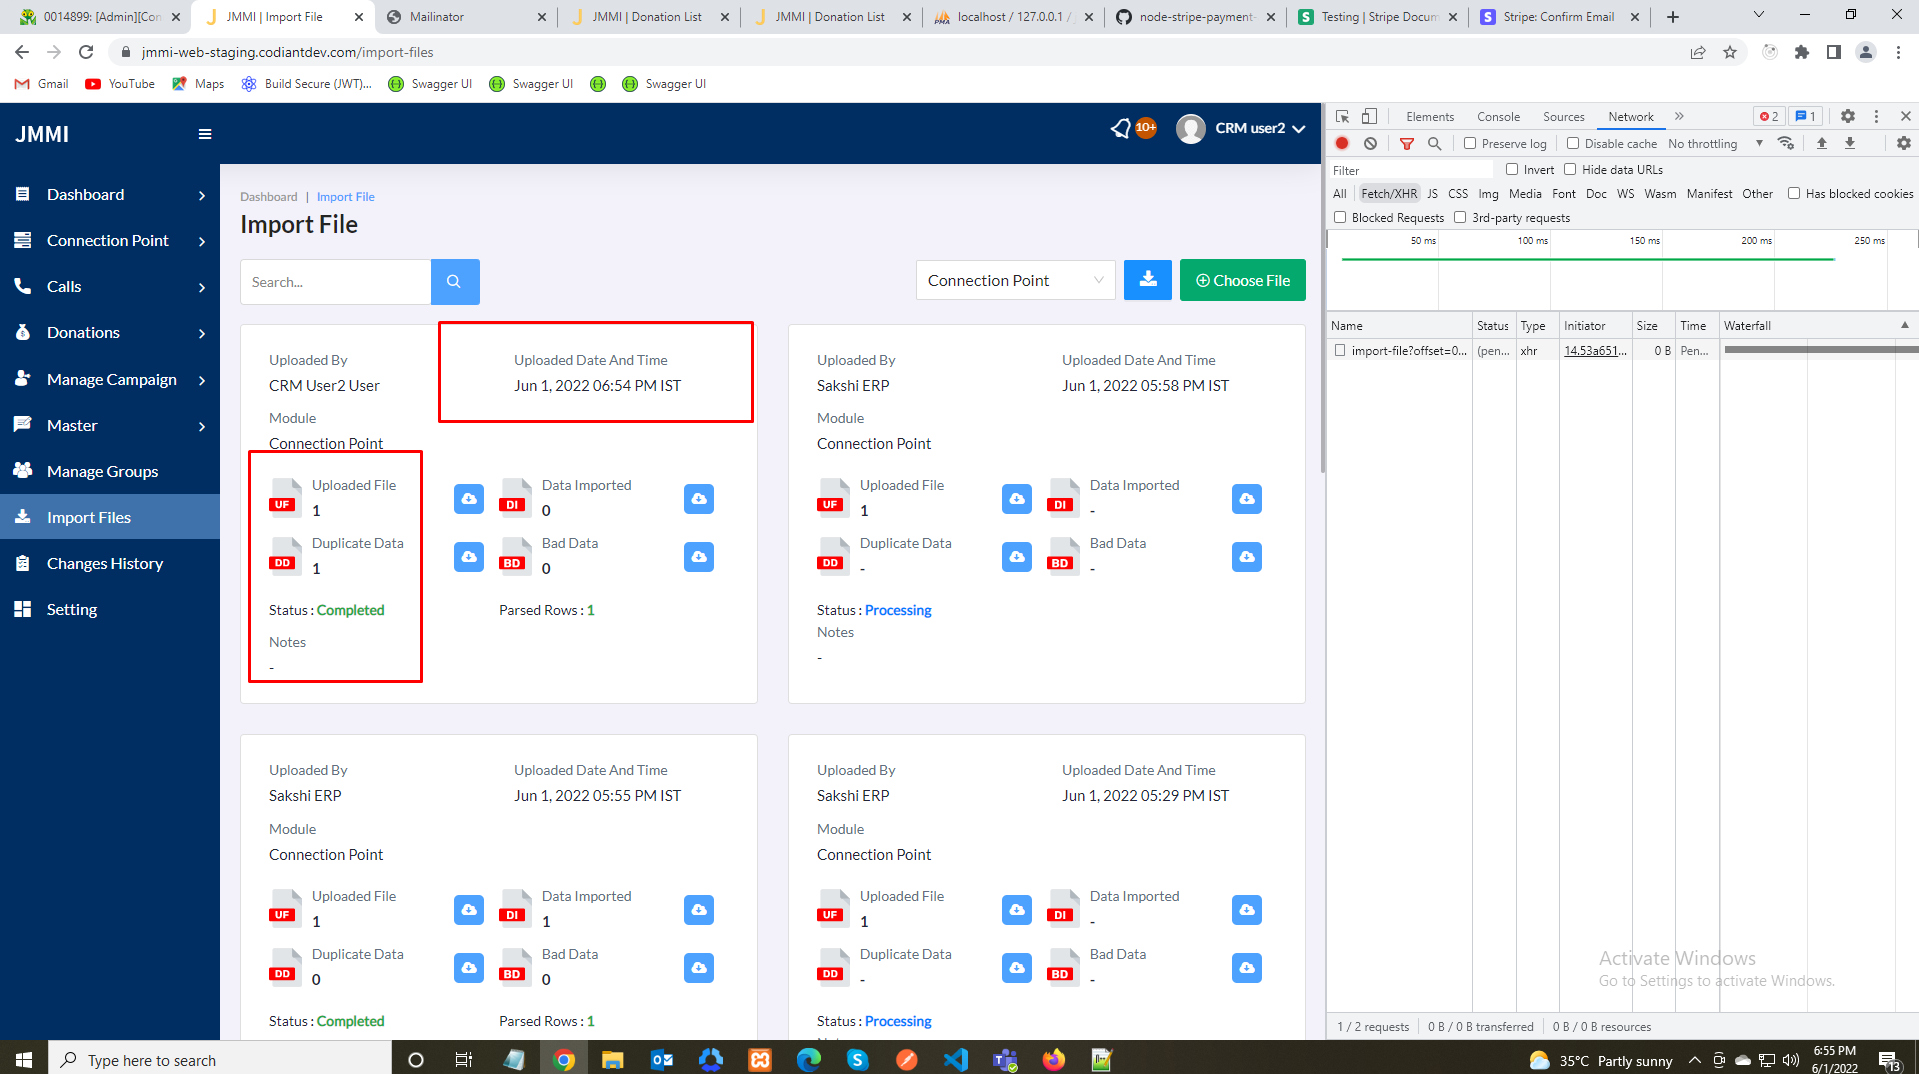 0014899: [Admin][Con
JMMI | Import File
Mailinator
JMMI | Donation List
JMMI | Donation List
localhost / 127.0.0.1 /
node-stripe-payment-
Testing | Stripe Docum
Stripe: Confirm Email
jmmi-web-staging.codiantdev.com/import-files
Gmail
YouTube
Maps
Build Secure (JWT)...
Swagger UI
Swagger UI
Swagger UI
JMMI
10+
CRM user2
Dashboard
Connection Point
Calls
Donations
Manage Campaign
Master
Manage Groups
Import Files
Changes History
Setting
Dashboard | Import File
Import File
Search...
Connection Point
Choose File
Uploaded By
CRM User2 User
Uploaded Date And Time
Jun 1, 2022 06:54 PM IST
Module
Connection Point
UF
Uploaded File
1
DI
Data Imported
0
DD
Duplicate Data
1
BD
Bad Data
0
Status : Completed
Parsed Rows : 1
Notes
-
Uploaded By
Sakshi ERP
Uploaded Date And Time
Jun 1, 2022 05:58 PM IST
Module
Connection Point
UF
Uploaded File
1
DI
Data Imported
-
DD
Duplicate Data
-
BD
Bad Data
-
Status : Processing
Notes
-
Uploaded By
Sakshi ERP
Uploaded Date And Time
Jun 1, 2022 05:55 PM IST
Module
Connection Point
UF
Uploaded File
1
DI
Data Imported
1
DD
Duplicate Data
0
BD
Bad Data
0
Status : Completed
Parsed Rows : 1
Uploaded By
Sakshi ERP
Uploaded Date And Time
Jun 1, 2022 05:29 PM IST
Module
Connection Point
UF
Uploaded File
1
DI
Data Imported
-
DD
Duplicate Data
-
BD
Bad Data
-
Status : Processing
Elements Console Sources Network » 2 1
Preserve log Disable cache No throttling
Filter Invert Hide data URLs
All Fetch/XHR JS CSS Img Media Font Doc WS Wasm Manifest Other Has blocked cookies
Blocked Requests 3rd-party requests
50 ms 100 ms 150 ms 200 ms 250 ms
Name Status Type Initiator Size Time Waterfall
import-file?offset=0... (pen... xhr 14.53a651... 0 B Pen...
Activate Windows
Go to Settings to activate Windows.
1 / 2 requests 0 B / 0 B transferred 0 B / 0 B resources
Type here to search
35°C Partly sunny
6:55 PM
6/1/2022
13